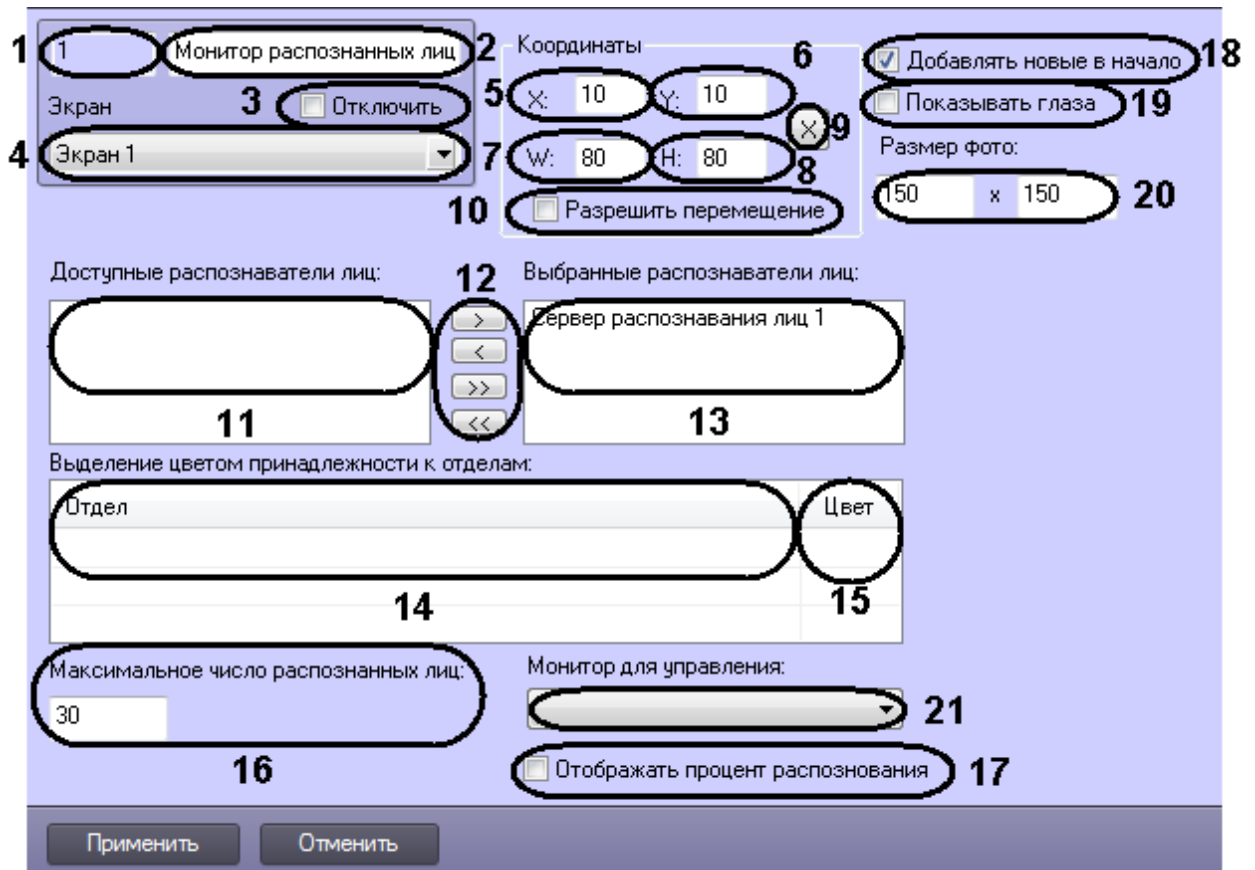 1 1 Монитор распознанных лиц 2
Экран 3 Отключить
4 Экран 1
Координаты
5 X: 10 Y: 10 6
9 X
7 W: 80 H: 80 8
10 Разрешить перемещение
Добавлять новые в начало 18
Показывать глаза 19
Размер фото:
150 x 150 20
Доступные распознаватели лиц: 12 Выбранные распознаватели лиц:
> Сервер распознавания лиц 1
<
>>
11 << 13
Выделение цветом принадлежности к отделам:
Отдел Цвет
14 15
Максимальное число распознанных лиц: Монитор для управления:
30 21
16 Отображать процент распознования 17
Применить Отменить